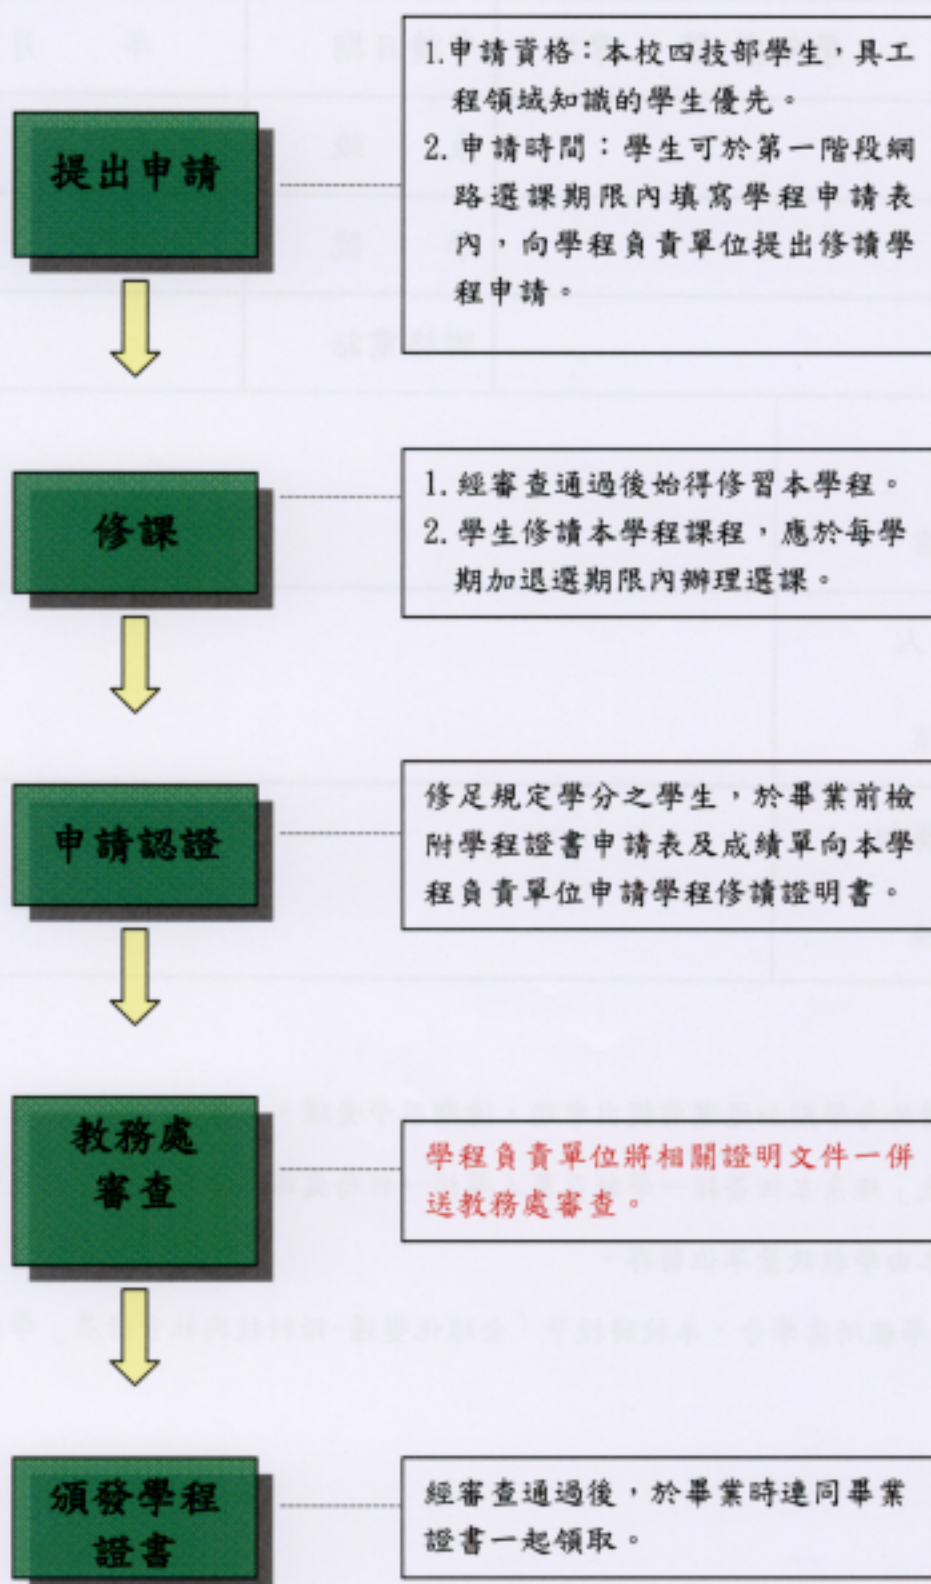 提出申請
1.申請資格：本校四技部學生，具工
程領域知識的學生優先。
2.申請時間：學生可於第一階段網
路選課期限內填寫學程申請表
內，向學程負責單位提出修讀學
程申請。
修課
1.經審查通過後始得修習本學程。
2.學生修讀本學程課程，應於每學
期加退選期限內辦理選課。
申請認證
修足規定學分之學生，於畢業前檢
附學程證書申請表及成績單向本學
程負責單位申請學程修讀證明書。
教務處
審查
學程負責單位將相關證明文件一併
送教務處審查。
頒發學程
證書
經審查通過後，於畢業時連同畢業
證書一起領取。